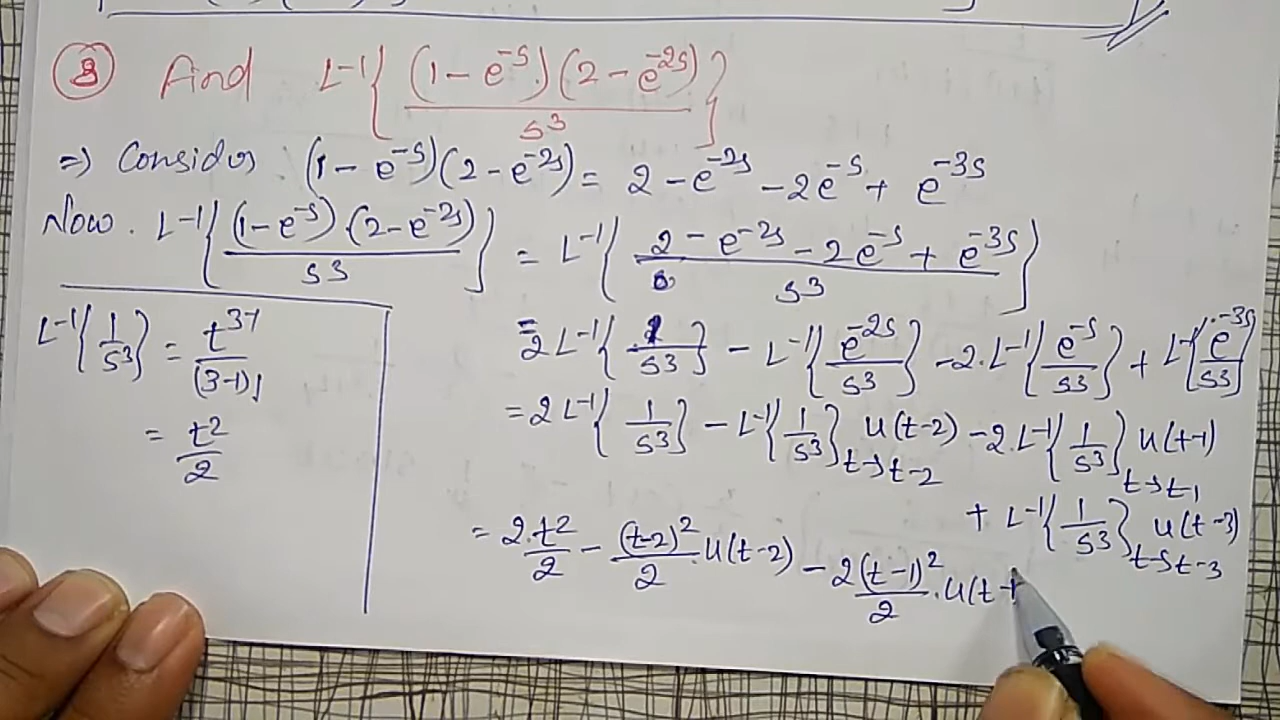 ⑧ Find L⁻¹{ (1 - e⁻ˢ)(2 - e⁻²ˢ) / s³ }
⇒ Consider : (1 - e⁻ˢ)(2 - e⁻²ˢ) = 2 - e⁻²ˢ - 2e⁻ˢ + e⁻³ˢ
Now. L⁻¹{ (1-e⁻ˢ).(2-e⁻²ˢ) / s³ } = L⁻¹{ 2 - e⁻²ˢ - 2e⁻ˢ + e⁻³ˢ / s³ }
L⁻¹{ 1/s³ } = t³⁻¹/(3-1)!
= t²/2
= 2L⁻¹{ 1/s³ } - L⁻¹{ e⁻²ˢ/s³ } - 2.L⁻¹{ e⁻ˢ/s³ } + L⁻¹{ e⁻³ˢ/s³ }
= 2L⁻¹{ 1/s³ } - L⁻¹{ 1/s³ } t→t-2 u(t-2) - 2.L⁻¹{ 1/s³ } t→t-1 u(t-1)
+ L⁻¹{ 1/s³ } t→t-3 u(t-3)
= 2.t²/2 - (t-2)²/2 .u(t-2) - 2(t-1)²/2 .u(t-